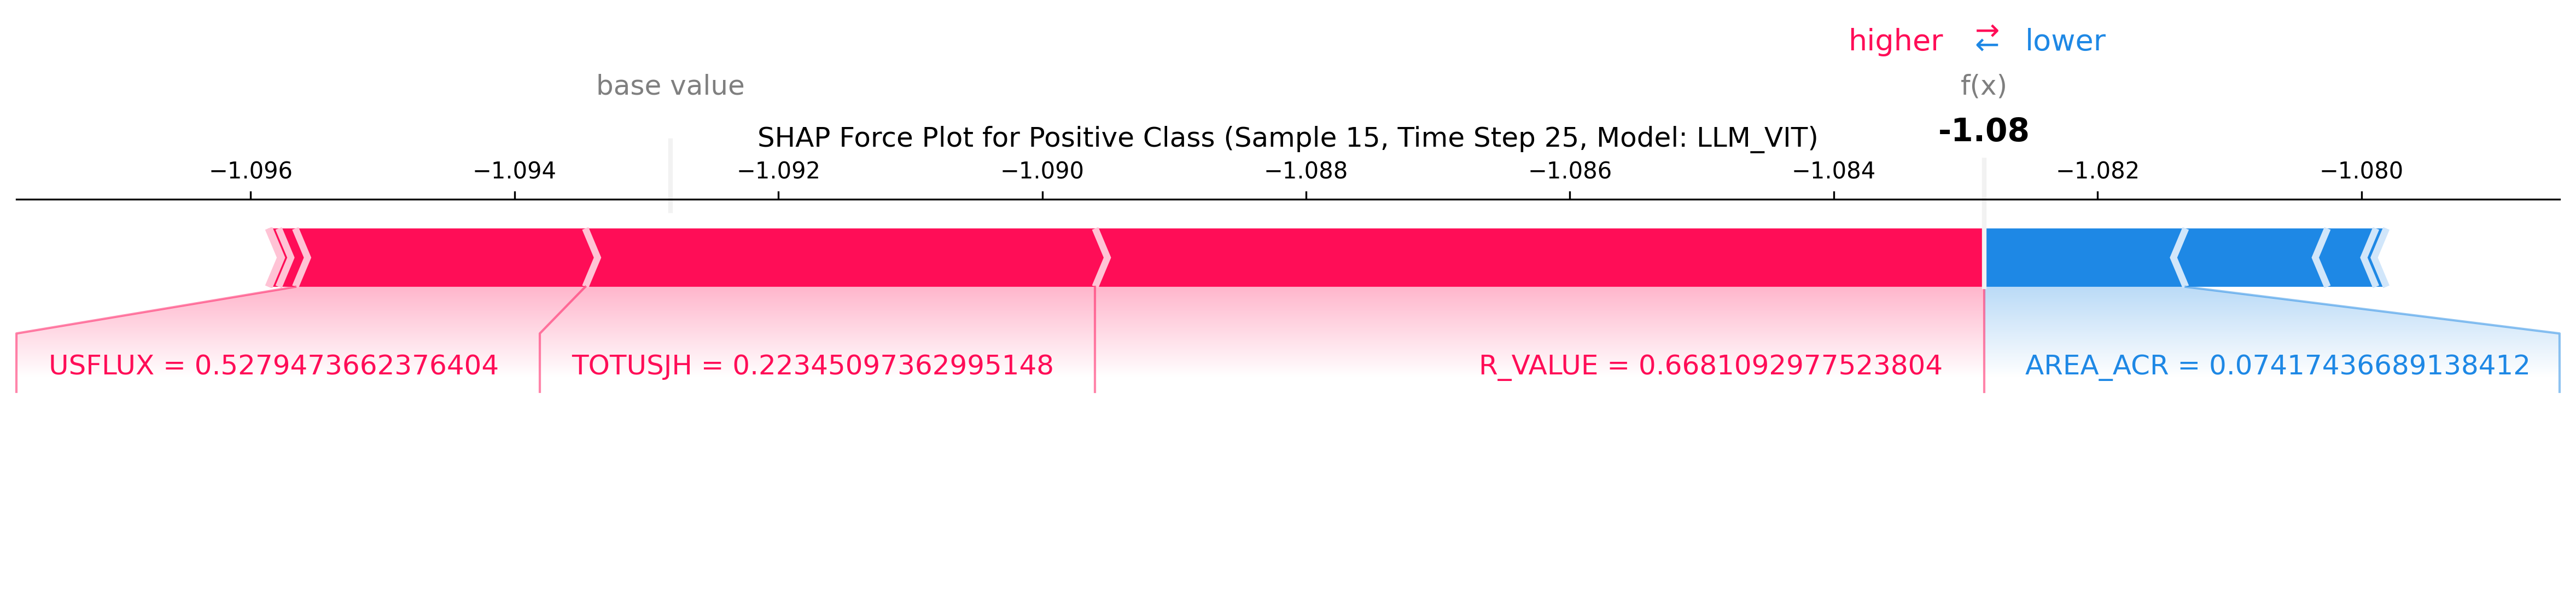 higher ⇄ lower
base value
f(x)
SHAP Force Plot for Positive Class (Sample 15, Time Step 25, Model: LLM_VIT)
-1.08
−1.096 −1.094 −1.092 −1.090 −1.088 −1.086 −1.084 −1.082 −1.080
USFLUX = 0.5279473662376404 TOTUSJH = 0.22345097362995148 R_VALUE = 0.6681092977523804 AREA_ACR = 0.07417436689138412